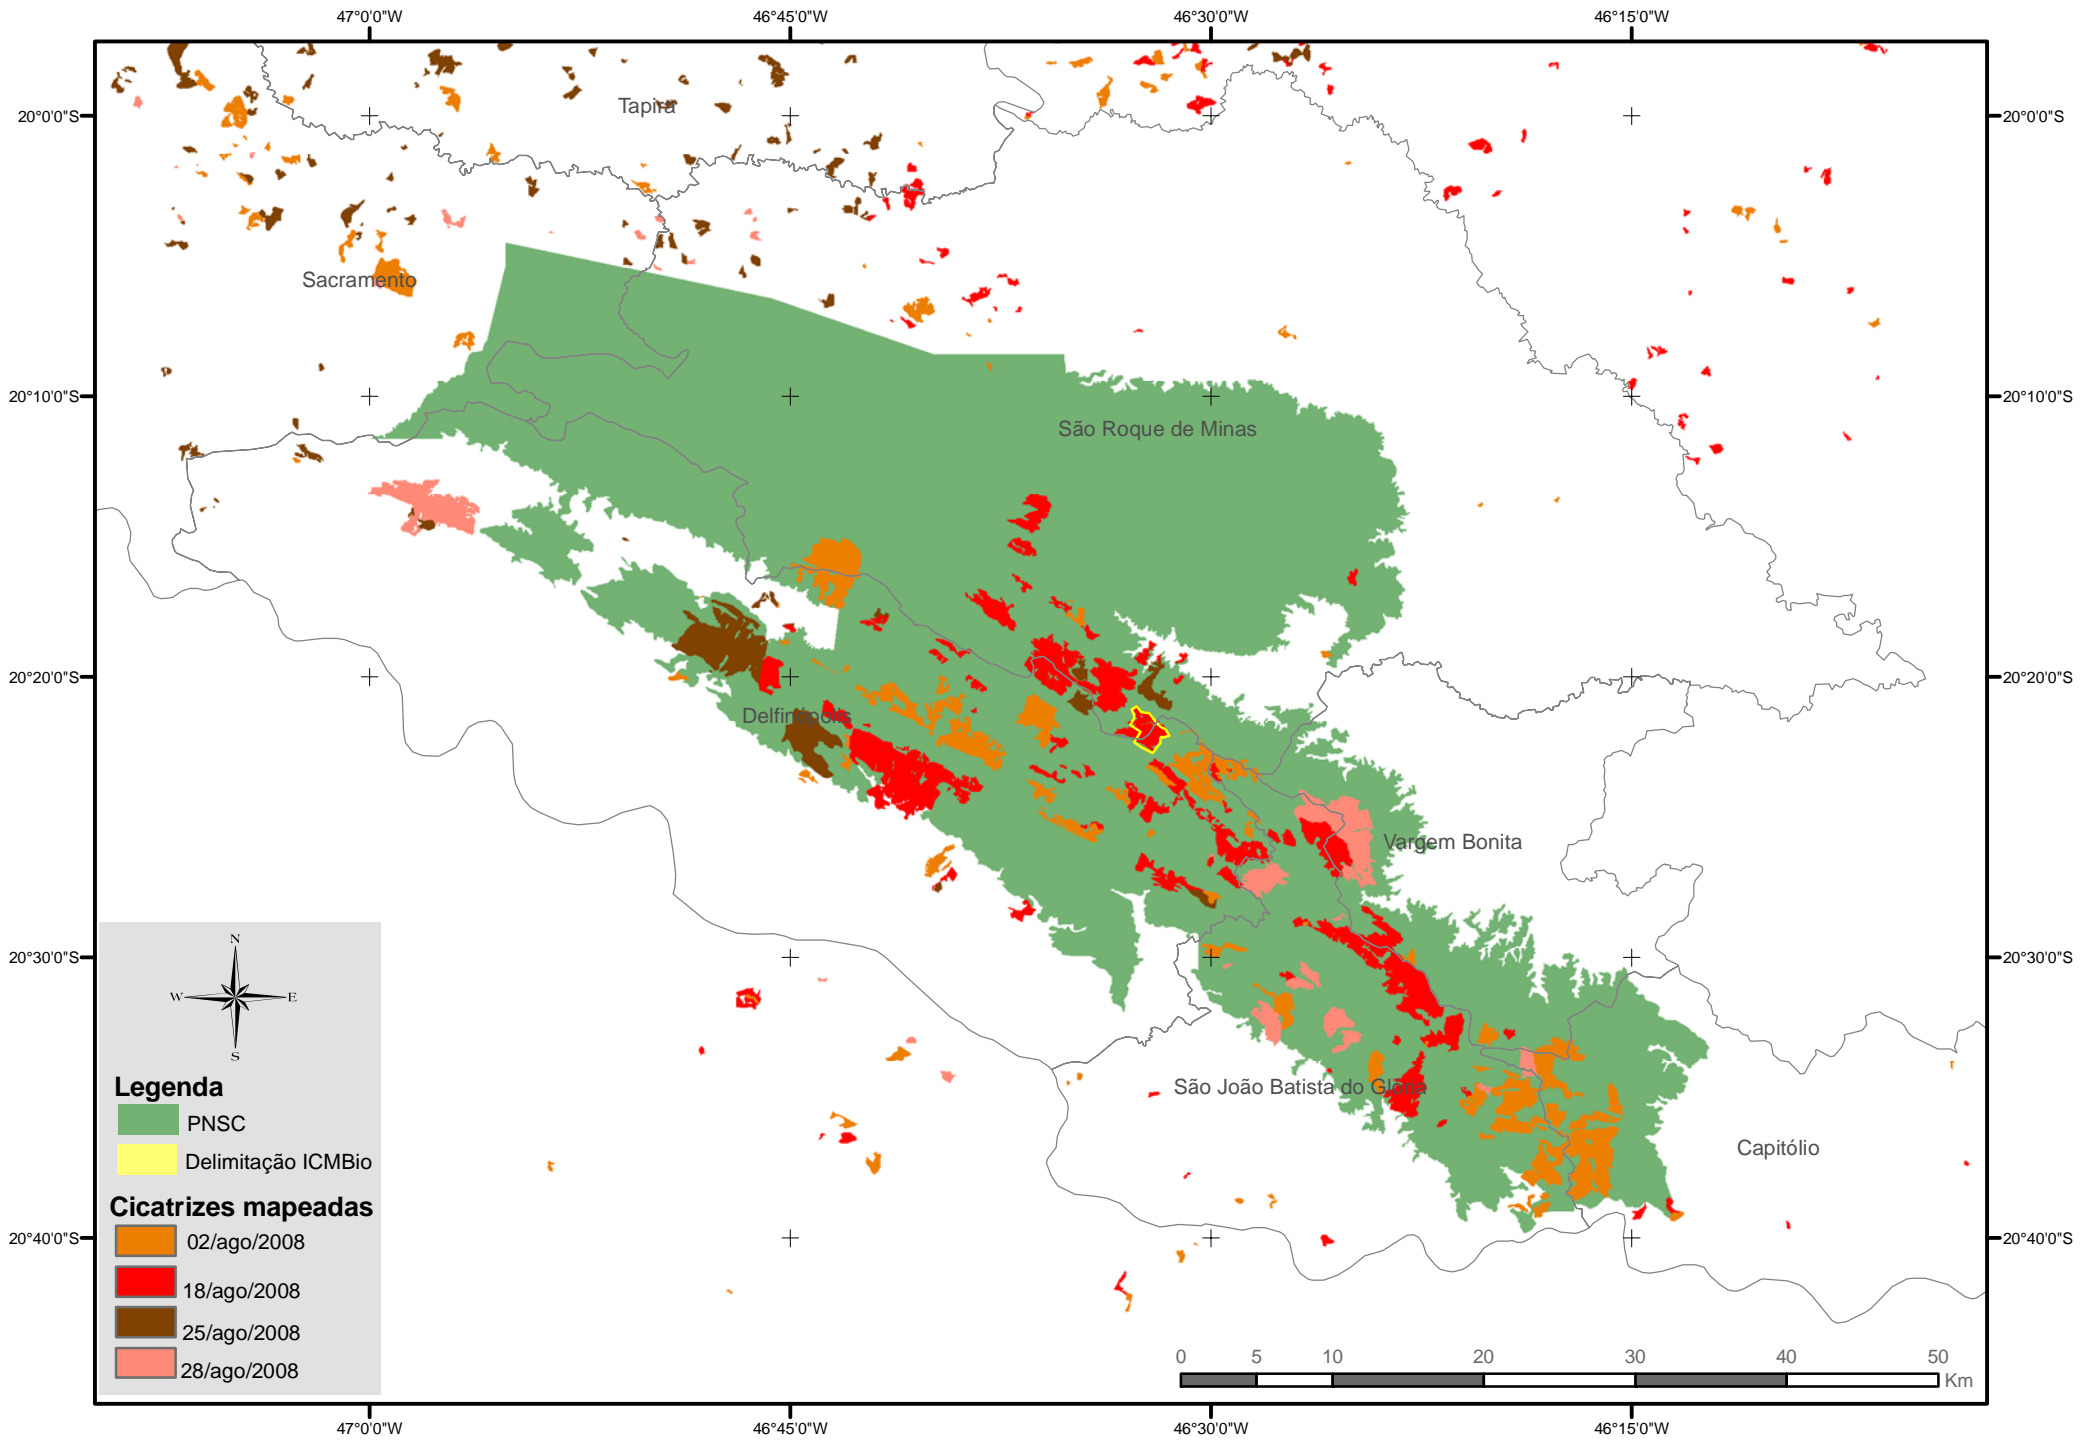 47°0'0"W 46°45'0"W 46°30'0"W 46°15'0"W
Tapira
20°0'0"S 20°0'0"S
Sacramento
20°10'0"S 20°10'0"S
São Roque de Minas
20°20'0"S 20°20'0"S
Delfinópolis
Vargem Bonita
20°30'0"S 20°30'0"S
N
W E
S
Legenda
PNSC
Delimitação ICMBio
São João Batista do Glória
Capitólio
Cicatrizes mapeadas
02/ago/2008
18/ago/2008
25/ago/2008
28/ago/2008
20°40'0"S 20°40'0"S
0 5 10 20 30 40 50
Km
47°0'0"W 46°45'0"W 46°30'0"W 46°15'0"W